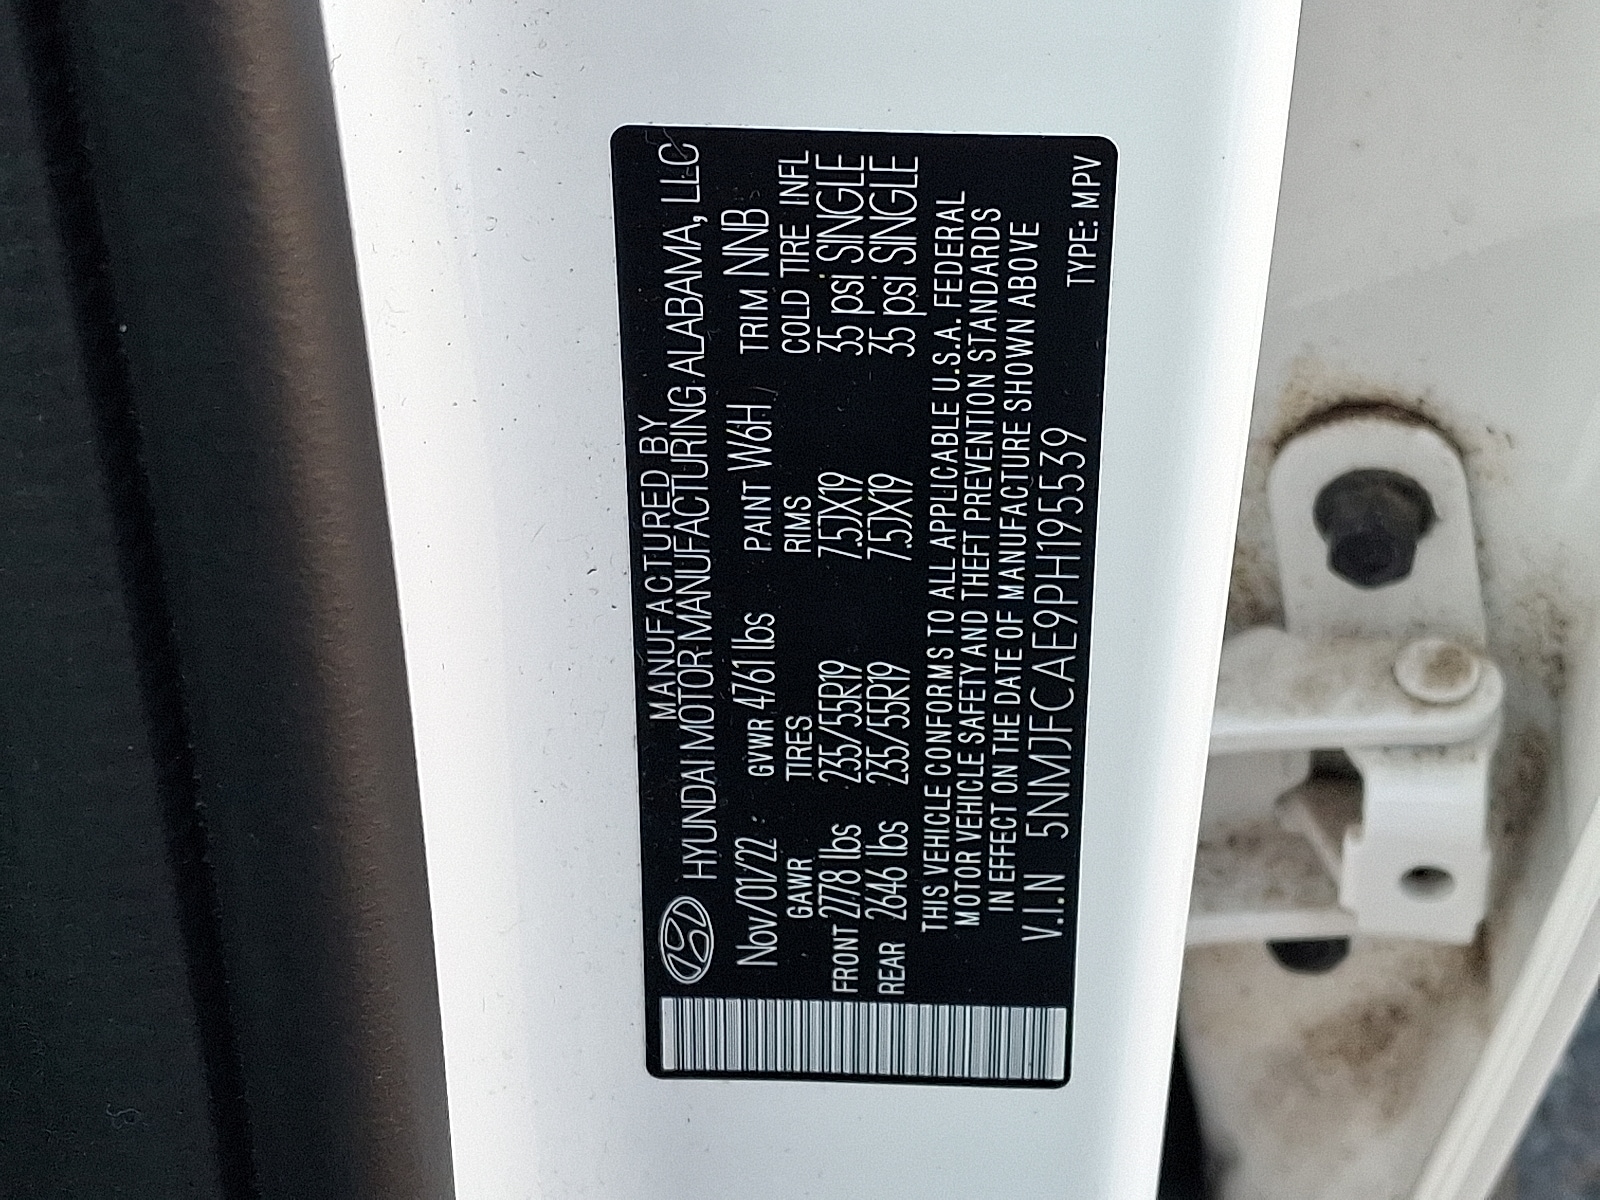 MANUFACTURED BY
HYUNDAI MOTOR MANUFACTURING ALABAMA, LLC
Nov/01/22 GVWR 4761 lbs PAINT W6H TRIM NNB
GAWR TIRES RIMS COLD TIRE INFL
FRONT 2778 lbs 235/55R19 7.5JX19 35 psi SINGLE
REAR 2646 lbs 235/55R19 7.5JX19 35 psi SINGLE
THIS VEHICLE CONFORMS TO ALL APPLICABLE U.S.A. FEDERAL
MOTOR VEHICLE SAFETY AND THEFT PREVENTION STANDARDS
IN EFFECT ON THE DATE OF MANUFACTURE SHOWN ABOVE
V.I.N 5NMJFCAE9PH195539
TYPE: MPV